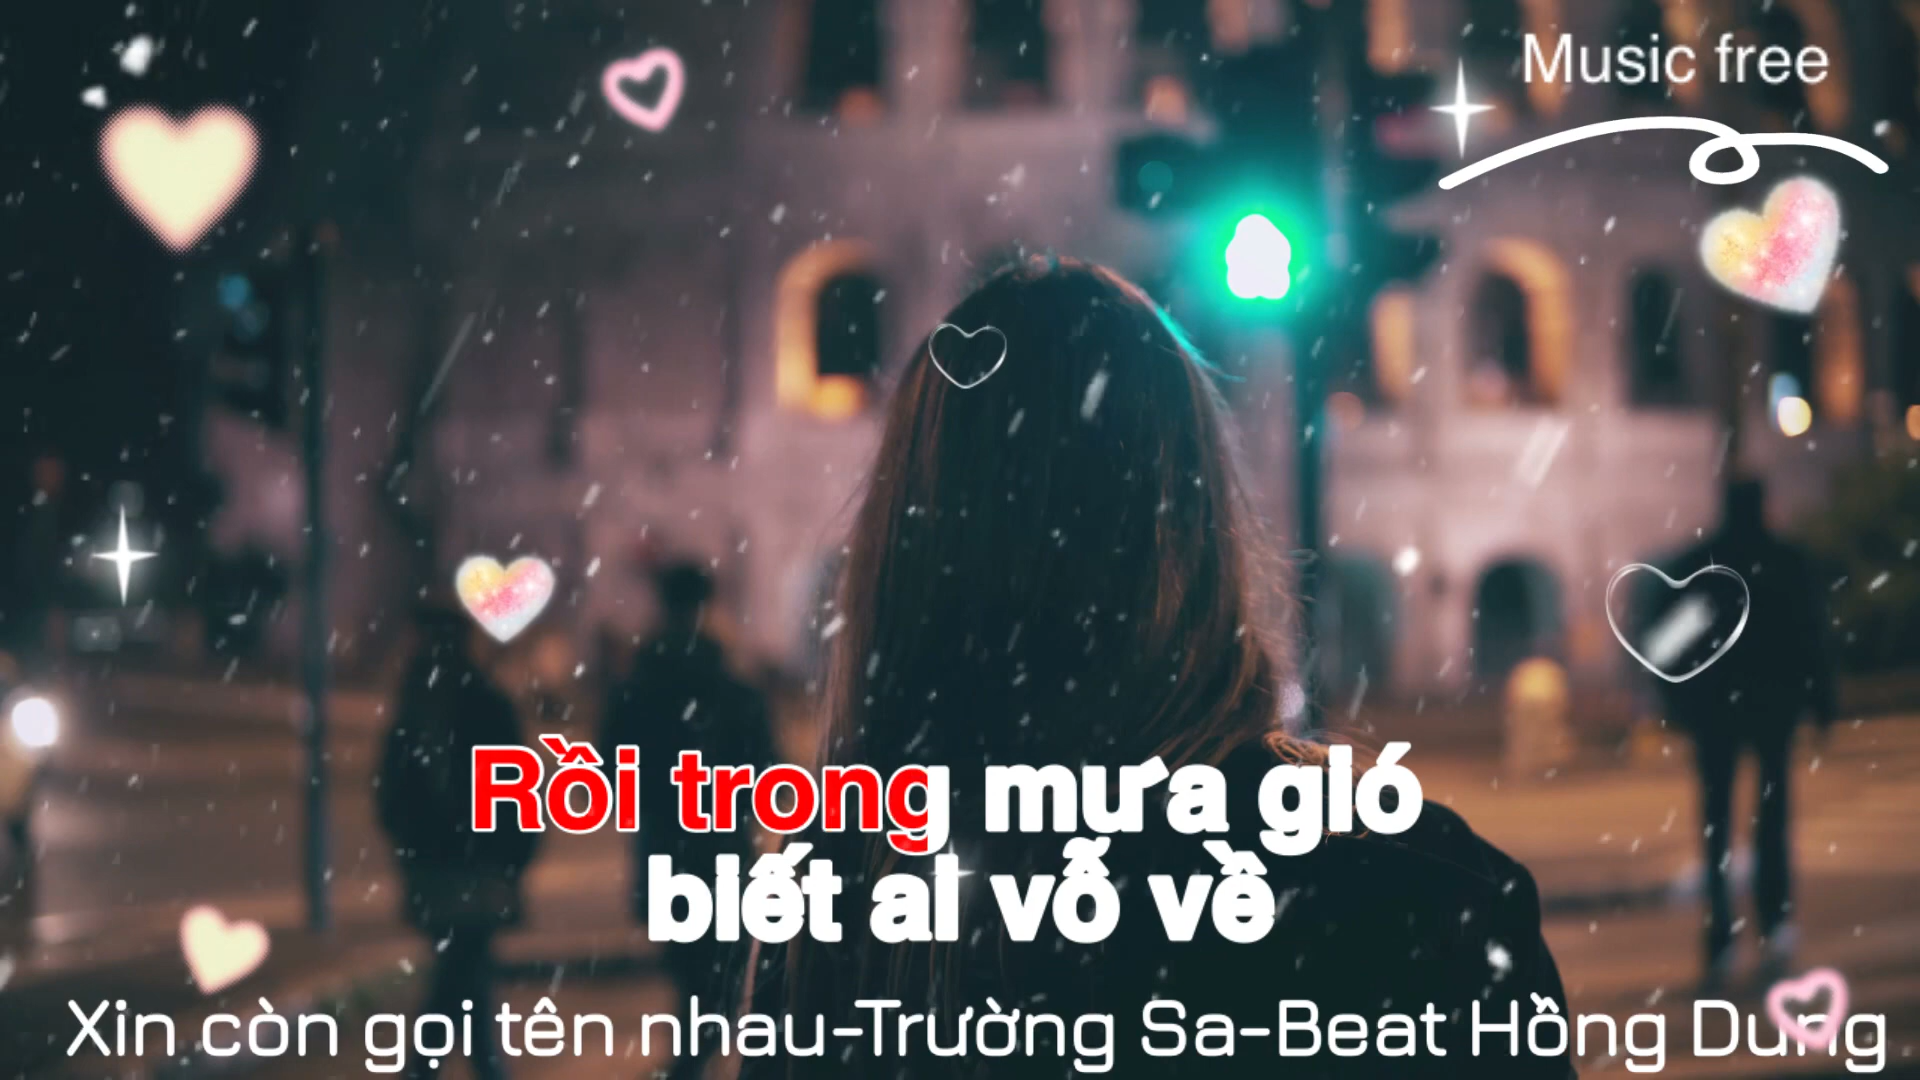 Music free
Rồi trong mưa gió
biết ai vỗ về
Xin còn gọi tên nhau-Trường Sa-Beat Hồng Dung